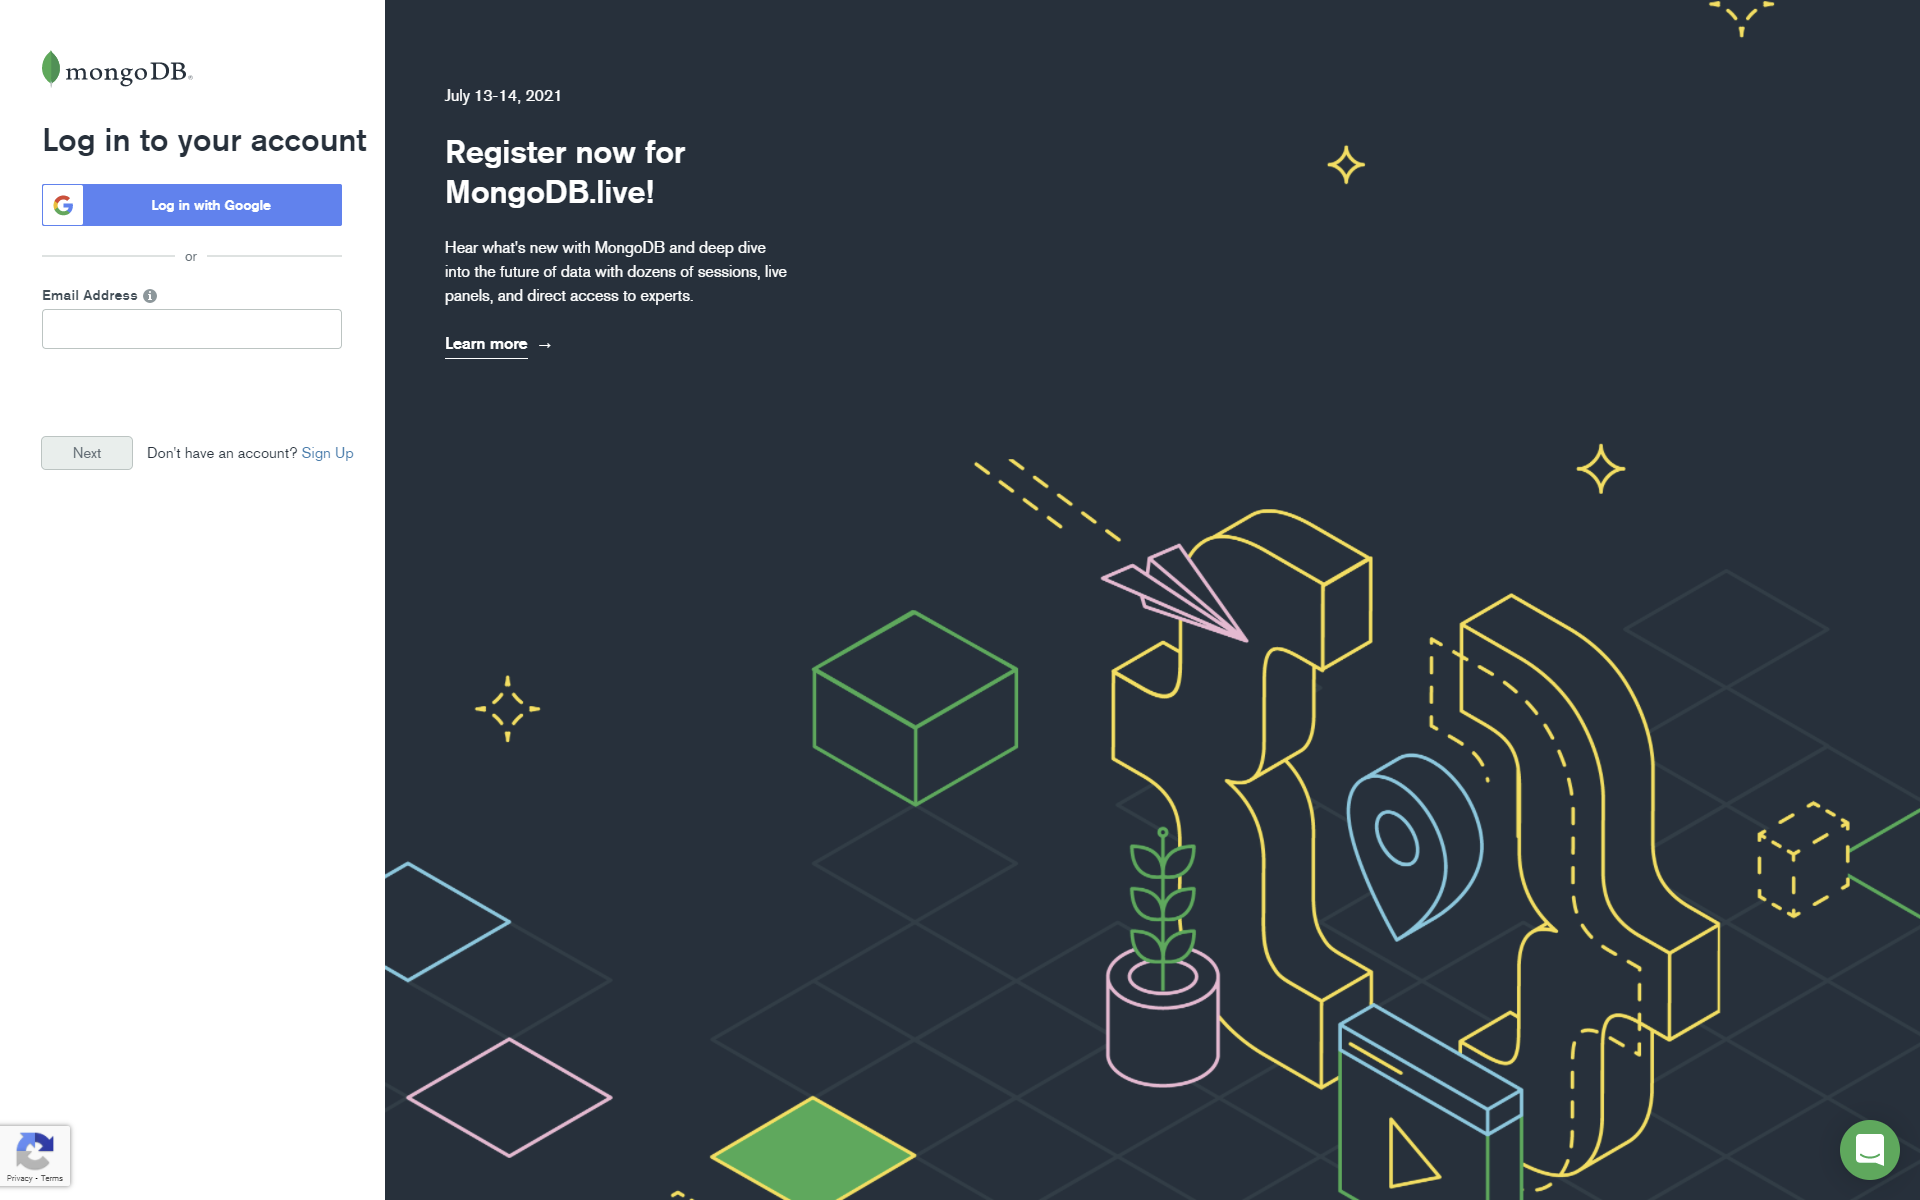 mongoDB®
Log in to your account
Log in with Google
or
Email Address
Next
Don't have an account? Sign Up
July 13-14, 2021
Register now for
MongoDB.live!
Hear what's new with MongoDB and deep dive
into the future of data with dozens of sessions, live
panels, and direct access to experts.
Learn more →
Privacy • Terms